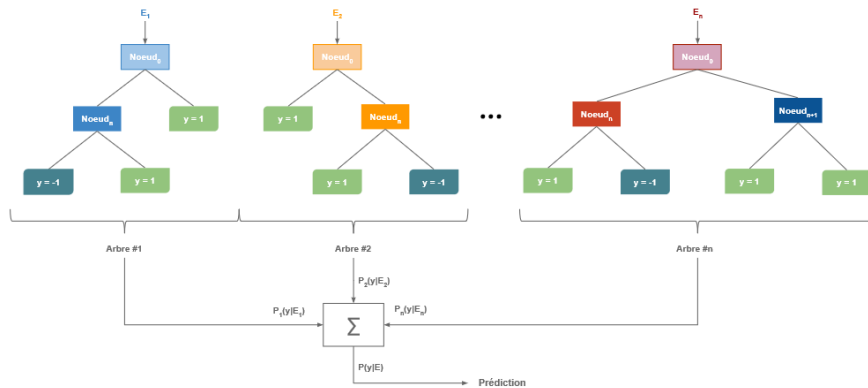 E₁
E₂
Eₙ
Noeud₀
Noeud₀
Noeud₀
Noeudₙ
y = 1
y = 1
Noeudₙ
•••
Noeudₙ
Noeudₙ₊₁
y = -1
y = 1
y = 1
y = -1
y = 1
y = -1
y = 1
y = 1
Arbre #1
Arbre #2
Arbre #n
P₂(y|E₂)
P₁(y|E₁)
Pₙ(y|Eₙ)
Σ
P(y|E)
Prédiction